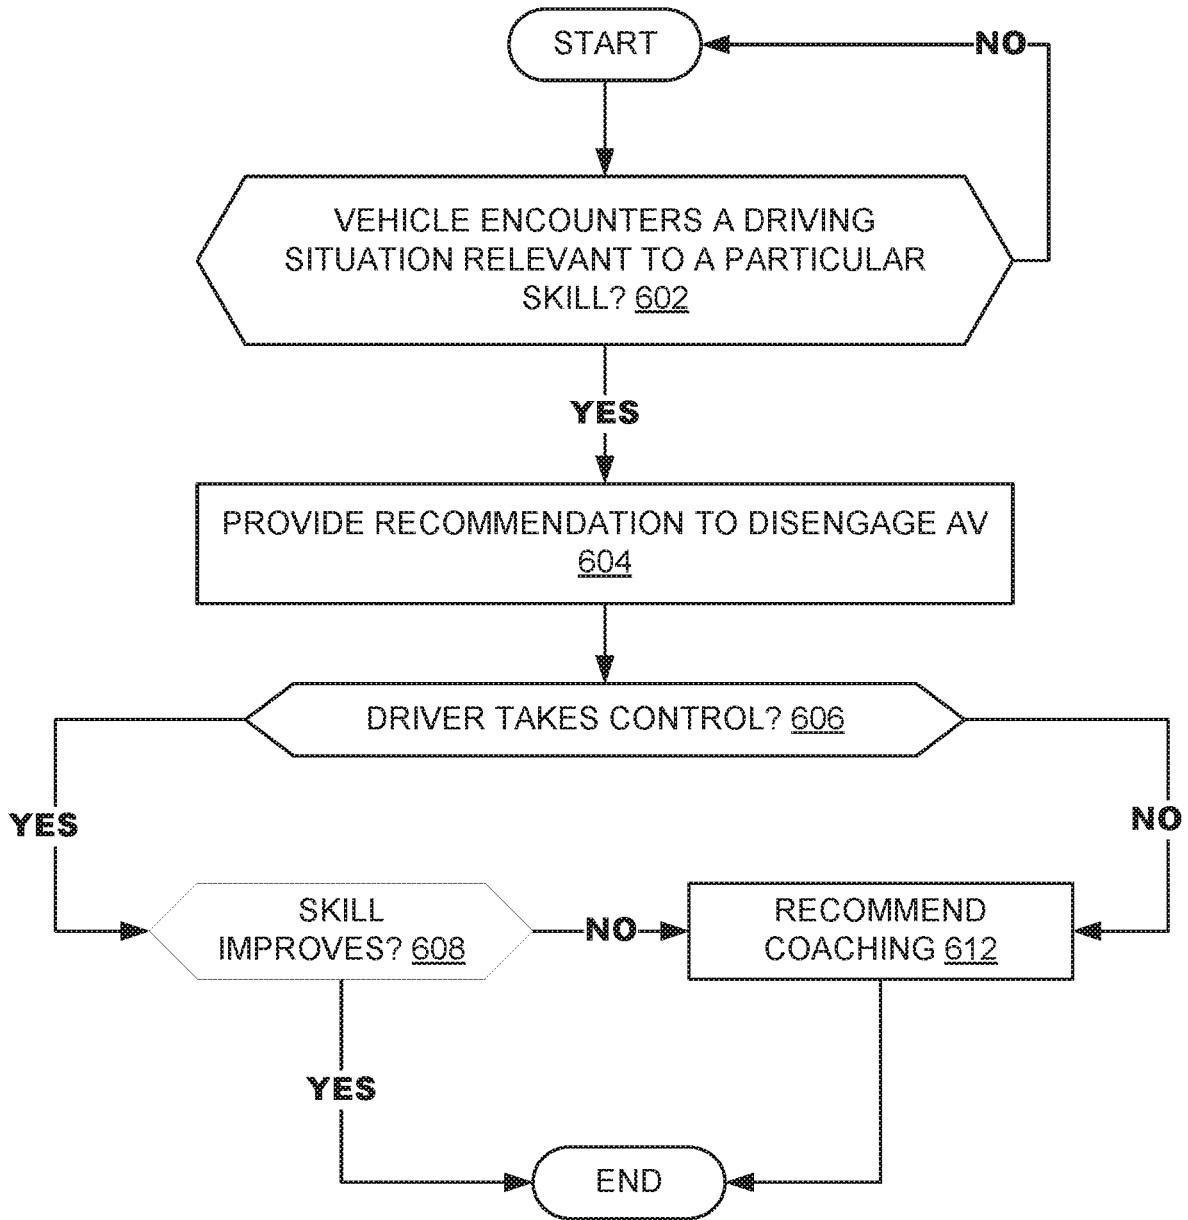 START
NO
VEHICLE ENCOUNTERS A DRIVING
SITUATION RELEVANT TO A PARTICULAR
SKILL? 602
YES
PROVIDE RECOMMENDATION TO DISENGAGE AV
604
DRIVER TAKES CONTROL? 606
YES
NO
SKILL
IMPROVES? 608
NO
RECOMMEND
COACHING 612
YES
END